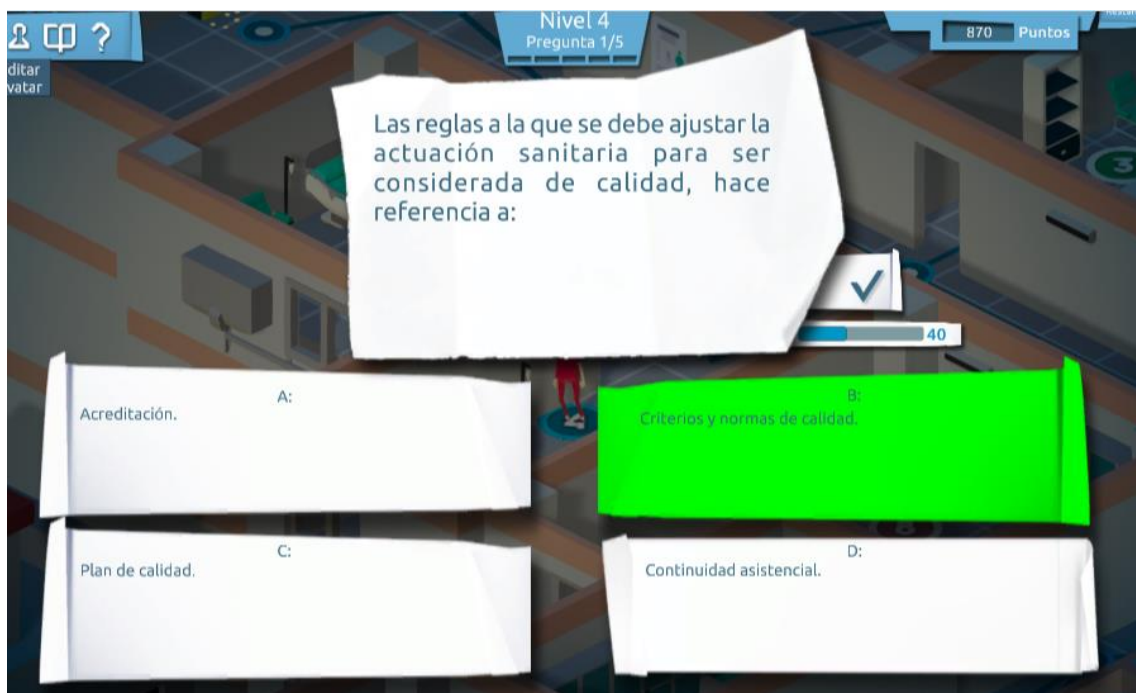 Nivel 4
Pregunta 1/5
870 Puntos
?
ditar
vatar
Las reglas a la que se debe ajustar la
actuación sanitaria para ser
considerada de calidad, hace
referencia a:
3
40
A:
Acreditación.
B:
Criterios y normas de calidad.
C:
Plan de calidad.
D:
Continuidad asistencial.